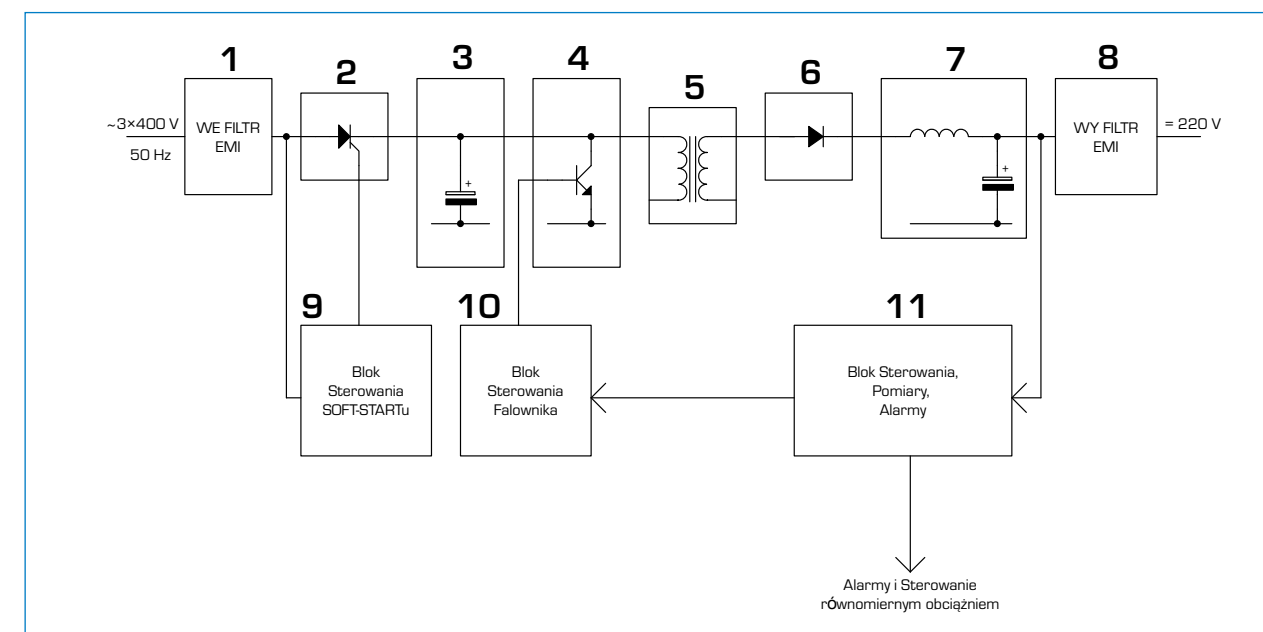 1
2
3
4
5
6
7
8
~3×400 V
50 Hz
WE FILTR
EMI
+
+
WY FILTR
EMI
= 220 V
9
10
11
Blok
Sterowania
SOFT-STARTu
Blok
Sterowania
Falownika
Blok Sterowania,
Pomiary,
Alarmy
Alarmy i Sterowanie
równomiernym obciążniem